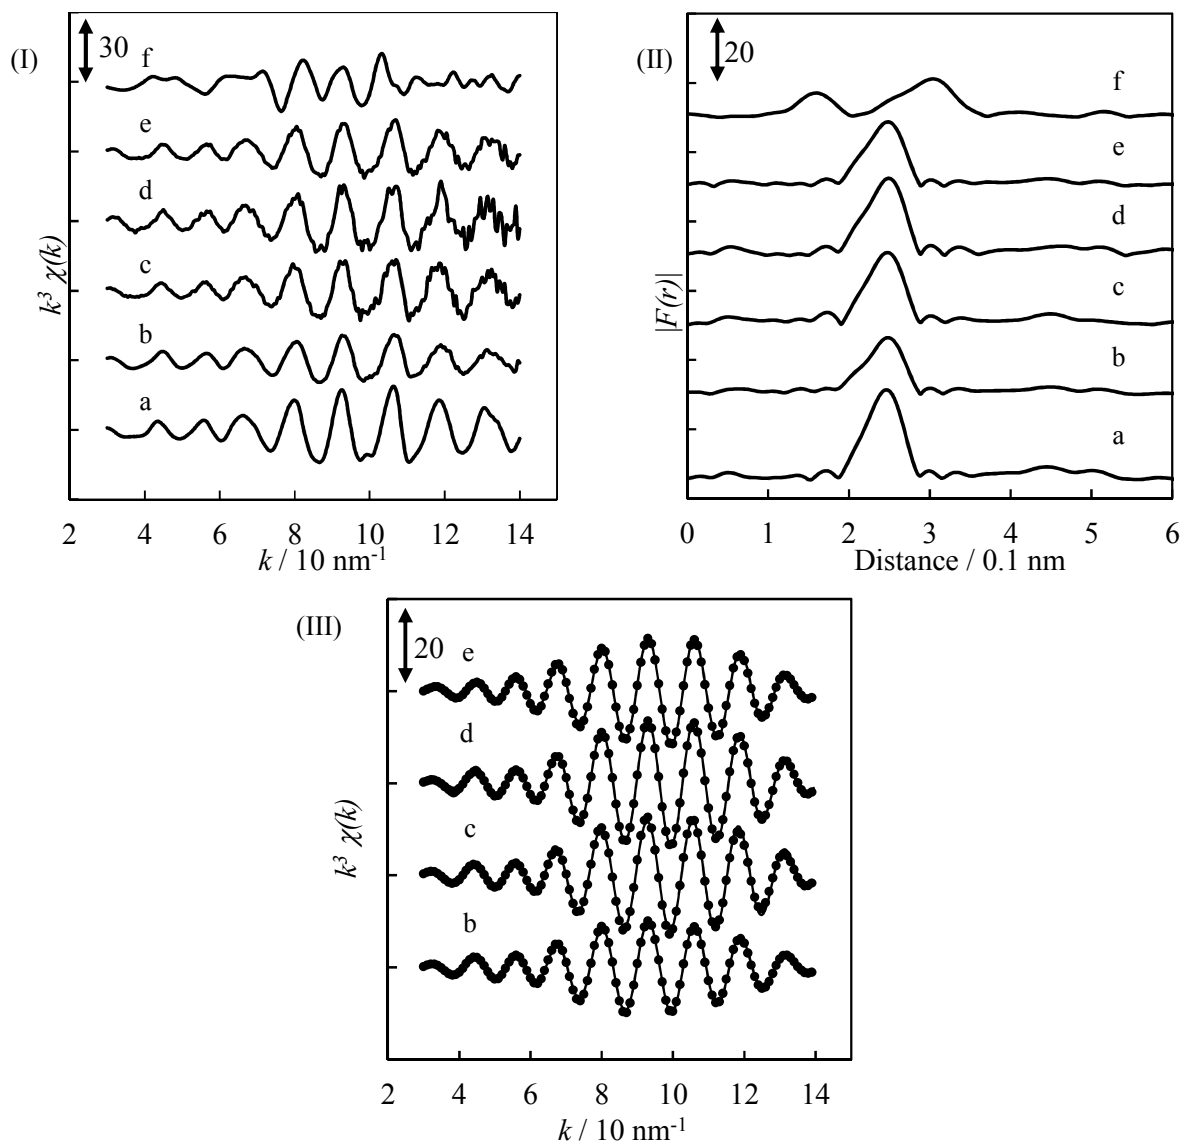 (I)
30
f
e
d
c
b
a
k³ χ(k)
2 4 6 8 10 12 14
k / 10 nm⁻¹
(II)
20
f
e
d
c
b
a
|F(r)|
0 1 2 3 4 5 6
Distance / 0.1 nm
(III)
20
e
d
c
b
k³ χ(k)
2 4 6 8 10 12 14
k / 10 nm⁻¹